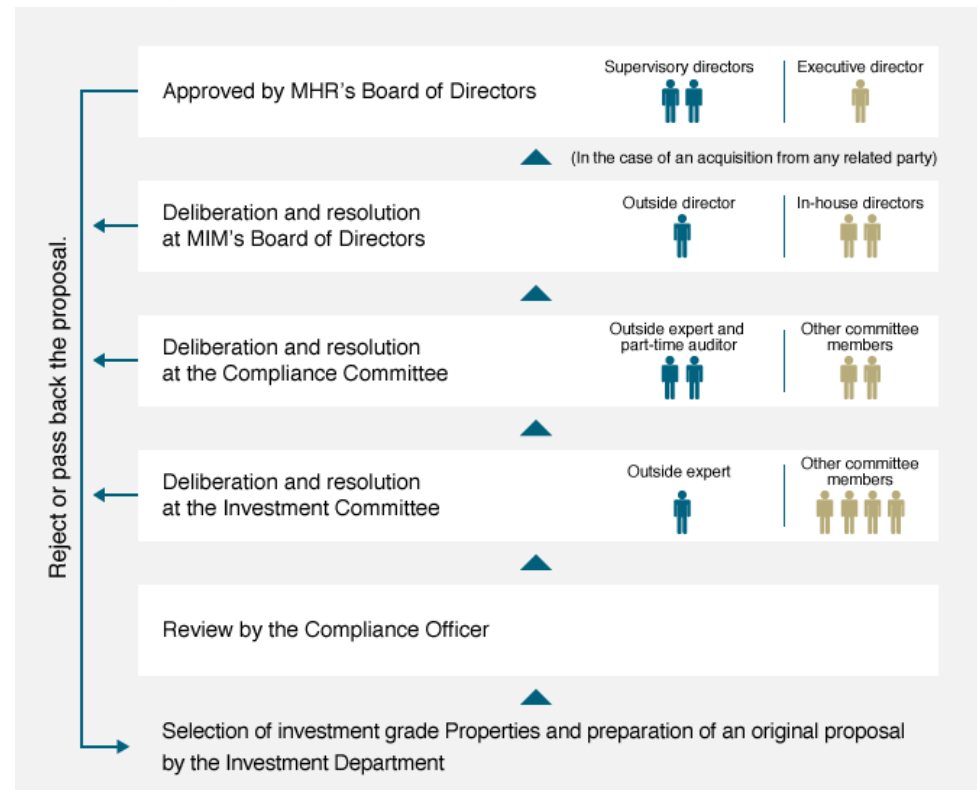 Approved by MHR's Board of Directors
Supervisory directors
Executive director
(In the case of an acquisition from any related party)
Deliberation and resolution
at MIM's Board of Directors
Outside director
In-house directors
Deliberation and resolution
at the Compliance Committee
Outside expert and
part-time auditor
Other committee
members
Deliberation and resolution
at the Investment Committee
Outside expert
Other committee
members
Review by the Compliance Officer
Selection of investment grade Properties and preparation of an original proposal
by the Investment Department
Reject or pass back the proposal.